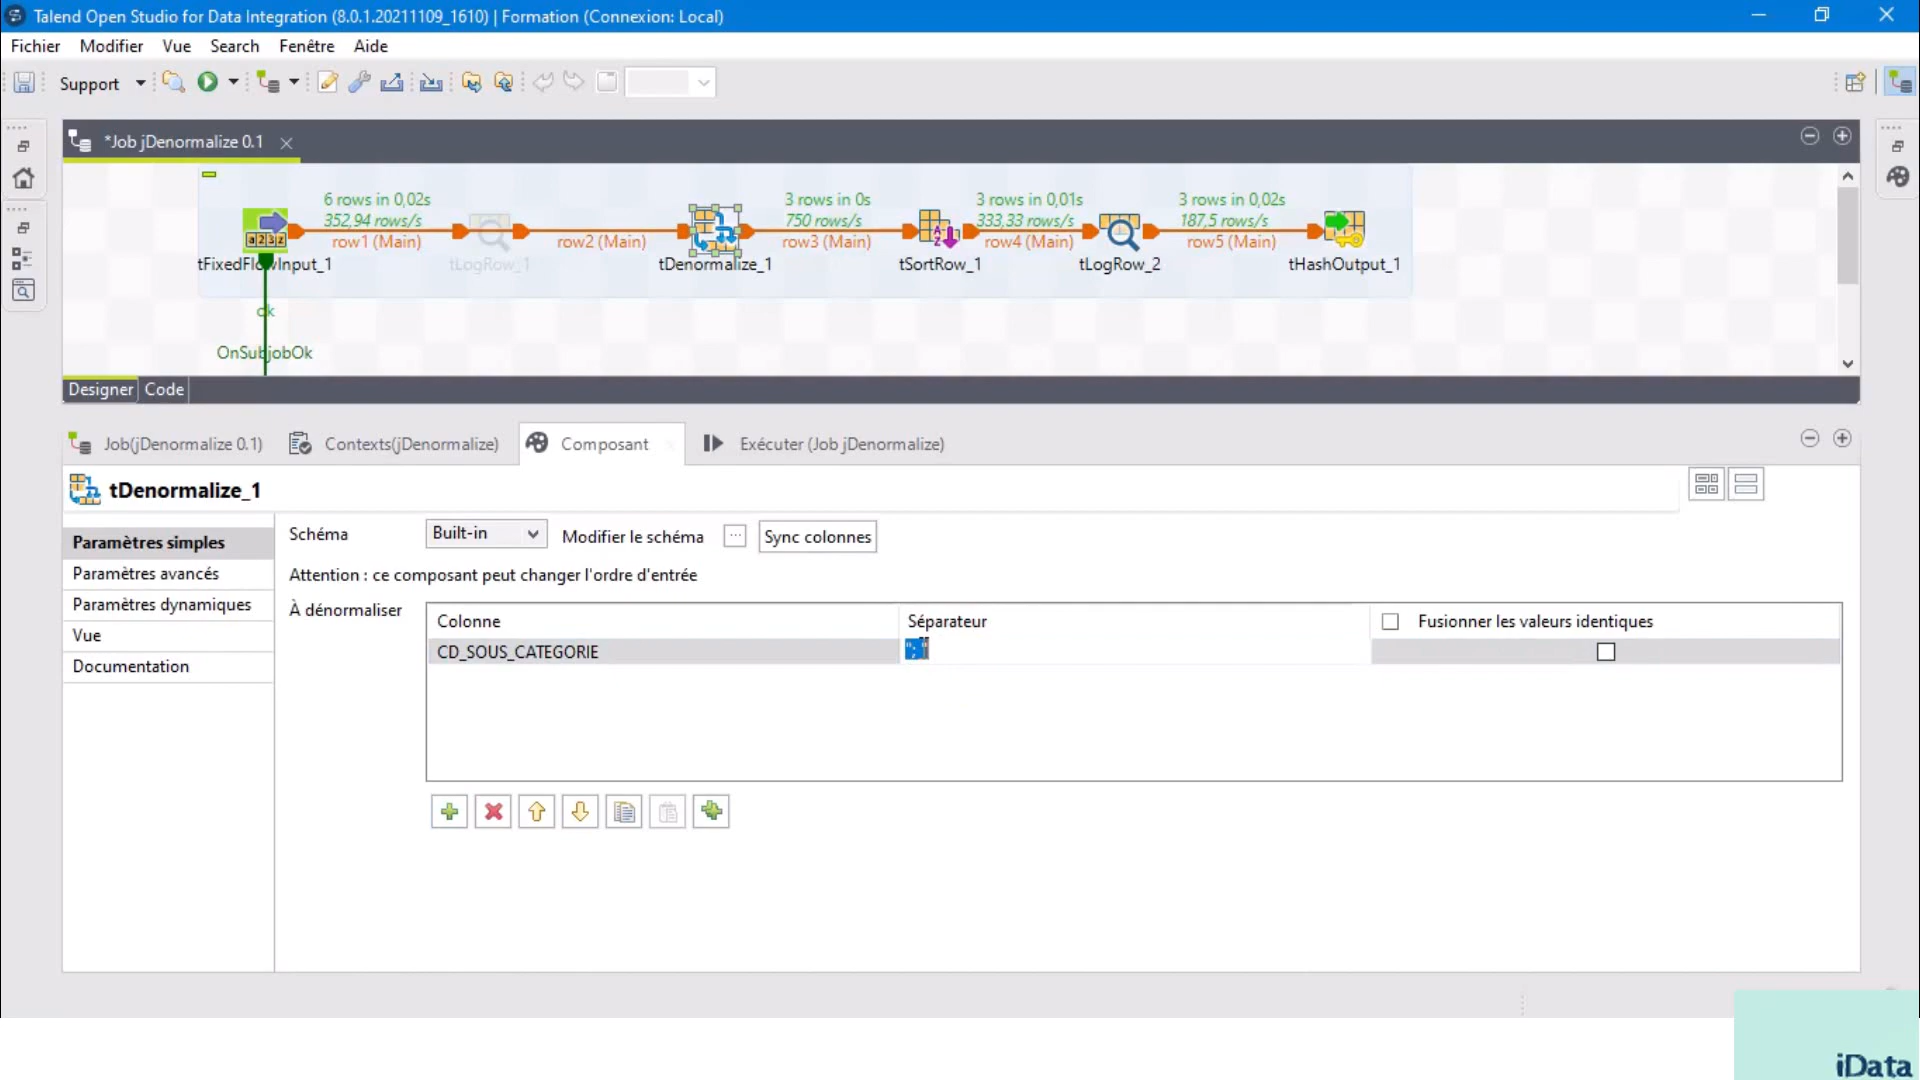 Talend Open Studio for Data Integration (8.0.1.20211109_1610) | Formation (Connexion: Local)
Fichier Modifier Vue Search Fenêtre Aide
Support
*Job jDenormalize 0.1
6 rows in 0,02s
352,94 rows/s
row1 (Main)
row2 (Main)
3 rows in 0s
750 rows/s
row3 (Main)
3 rows in 0,01s
333,33 rows/s
row4 (Main)
3 rows in 0,02s
187,5 rows/s
row5 (Main)
tFixedFlowInput_1
tLogRow_1
tDenormalize_1
tSortRow_1
tLogRow_2
tHashOutput_1
ok
OnSubjobOk
Designer Code
Job(jDenormalize 0.1) Contexts(jDenormalize) Composant Exécuter (Job jDenormalize)
tDenormalize_1
Paramètres simples
Paramètres avancés
Paramètres dynamiques
Vue
Documentation
Schéma Built-in Modifier le schéma ... Sync colonnes
Attention : ce composant peut changer l'ordre d'entrée
À dénormaliser
Colonne Séparateur Fusionner les valeurs identiques
CD_SOUS_CATEGORIE ";"
iData